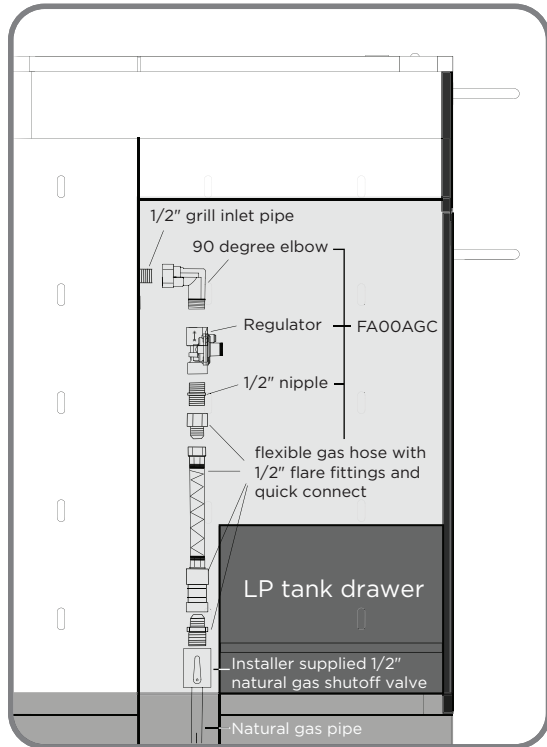 1/2" grill inlet pipe
90 degree elbow
Regulator
FA00AGC
1/2" nipple
flexible gas hose with
1/2" flare fittings and
quick connect
LP tank drawer
Installer supplied 1/2"
natural gas shutoff valve
Natural gas pipe